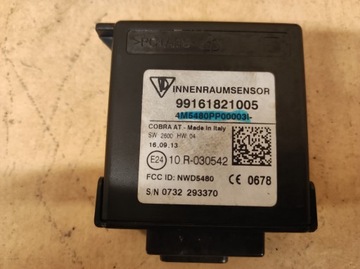 INNENRAUMSENSOR
99161821005
4M5480PP00003I-
COBRA AT - Made in Italy
SW 2600 HW 04
16.09.13
E24 10 R-030542
FCC ID: NWD5480 CE 0678
S/N 0732 293370